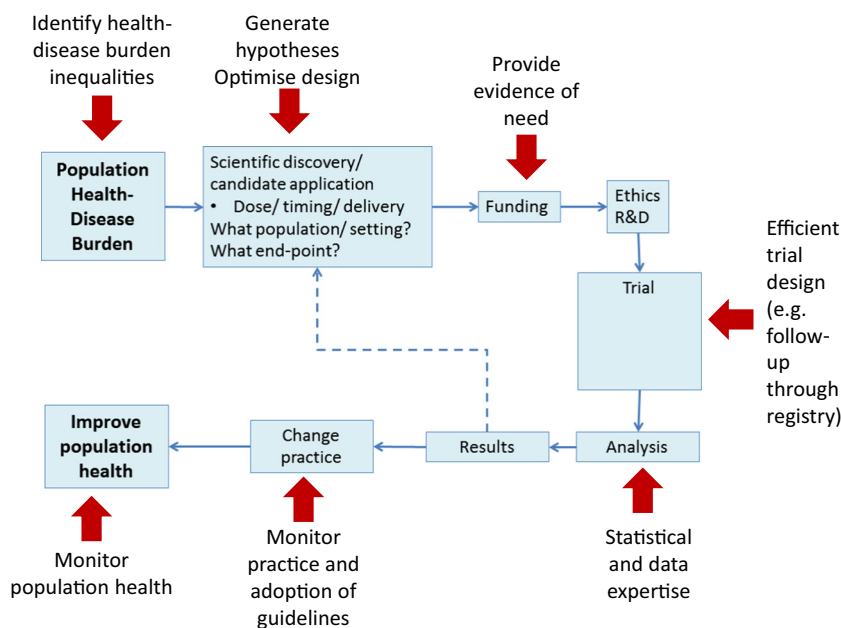 Identify health-
disease burden
inequalities
Generate
hypotheses
Optimise design
Provide
evidence of
need
Population
Health-
Disease
Burden
Scientific discovery/
candidate application
• Dose/ timing/ delivery
What population/ setting?
What end-point?
Funding
Ethics
R&D
Efficient
trial
design
(e.g.
follow-
up
through
registry)
Trial
Improve
population
health
Change
practice
Results
Analysis
Monitor
population health
Monitor
practice and
adoption of
guidelines
Statistical
and data
expertise